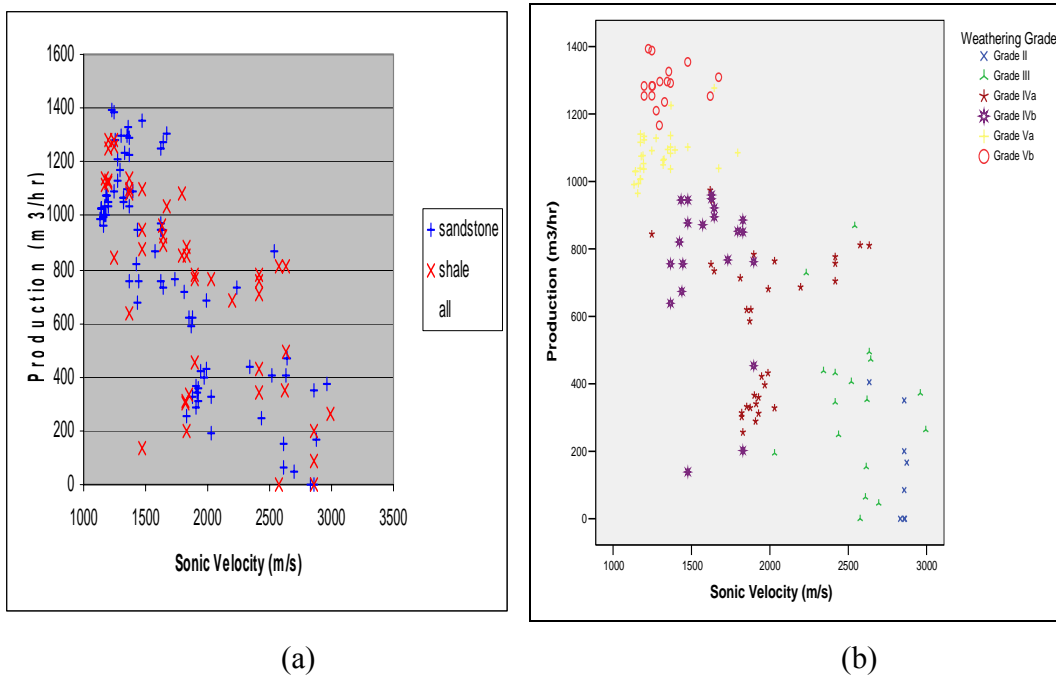 1600
1400
1200
1000
800
600
400
200
0
Production (m3/hr)
1000 1500 2000 2500 3000 3500
Sonic Velocity (m/s)
sandstone
shale
all
(a)
1400
1200
1000
800
600
400
200
0
Production (m3/hr)
1000 1500 2000 2500 3000
Sonic Velocity (m/s)
Weathering Grade
Grade II
Grade III
Grade IVa
Grade IVb
Grade Va
Grade Vb
(b)